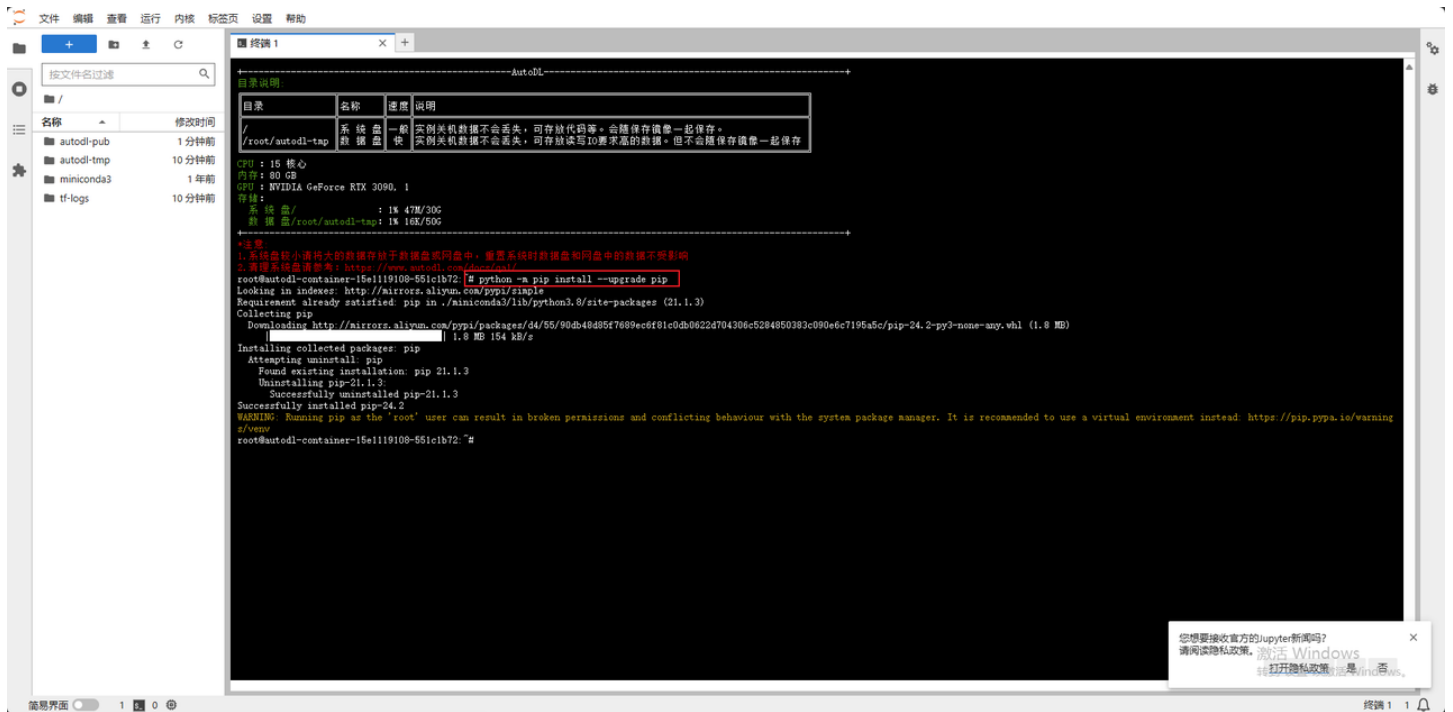 文件 编辑 查看 运行 内核 标签页 设置 帮助
+
终端 1
按文件名过滤
/
名称 修改时间
autodl-pub 1 分钟前
autodl-tmp 10 分钟前
miniconda3 1 年前
tf-logs 10 分钟前
+--------------------------------------------------AutoDL--------------------------------------------------------+
目录说明:
目录 名称 速度 说明
/ 系 统 盘 一般 实例关机数据不会丢失,可存放代码等。会随保存镜像一起保存。
/root/autodl-tmp 数 据 盘 快 实例关机数据不会丢失,可存放读写IO要求高的数据。但不会随保存镜像一起保存
CPU : 15 核心
内存: 80 GB
GPU : NVIDIA GeForce RTX 3090, 1
存储:
系 统 盘/ : 1% 47M/30G
数 据 盘/root/autodl-tmp: 1% 16K/50G
*注意:
1.系统盘较小请将大的数据存放于数据盘或网盘中,重置系统时数据盘和网盘中的数据不受影响
2.清理系统盘请参考:https://www.autodl.com/docs/qa1/
root@autodl-container-15e1119108-551c1b72:~# python -m pip install --upgrade pip
Looking in indexes: http://mirrors.aliyun.com/pypi/simple
Requirement already satisfied: pip in ./miniconda3/lib/python3.8/site-packages (21.1.3)
Collecting pip
Downloading http://mirrors.aliyun.com/pypi/packages/d4/55/90db48d85f7689ec6f81c0db0622d704306c5284850383c090e6c7195a5c/pip-24.2-py3-none-any.whl (1.8 MB)
| | 1.8 MB 154 kB/s
Installing collected packages: pip
Attempting uninstall: pip
Found existing installation: pip 21.1.3
Uninstalling pip-21.1.3:
Successfully uninstalled pip-21.1.3
Successfully installed pip-24.2
WARNING: Running pip as the 'root' user can result in broken permissions and conflicting behaviour with the system package manager. It is recommended to use a virtual environment instead: https://pip.pypa.io/warning
s/venv
root@autodl-container-15e1119108-551c1b72:~#
您想要接收官方的Jupyter新闻吗?
请阅读隐私政策。
激活 Windows
打开隐私政策 是 否
简易界面 1 0
终端 1 1